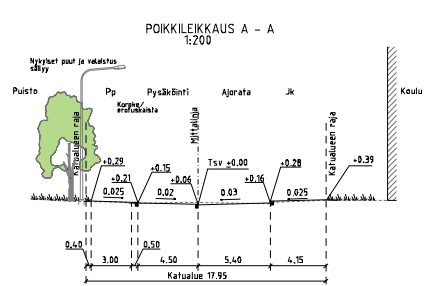 POIKKILEIKKAUS A - A
1:200
Nykyiset puut ja valaistus
säilyy
Puisto
Pp
Pysäköinti
Ajorata
Jk
Koulu
Korpke/
erotuskaista
Katualueen raja
Mittalinja
Katualueen raja
+0.29
+0.21
+0.15
+0.06
Tsv ±0.00
+0.16
+0.28
+0.39
0.025
0.02
0.03
0.025
0.40
3.00
0.50
4.50
5.40
4.15
Katualue 17.95